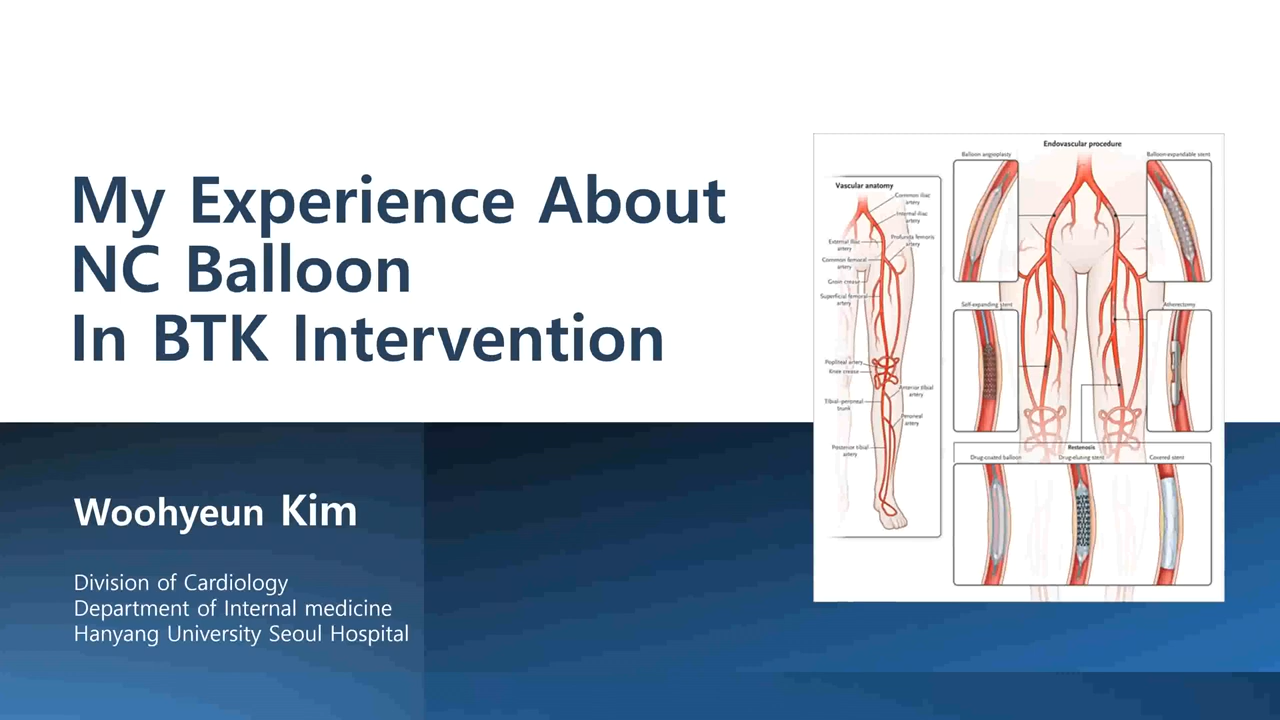 My Experience About
NC Balloon
In BTK Intervention
Woohyeun Kim
Division of Cardiology
Department of Internal medicine
Hanyang University Seoul Hospital
Endovascular procedure
Balloon angioplasty
Balloon-expandable stent
Vascular anatomy
Common iliac
artery
Internal iliac
artery
External iliac
artery
Profunda femoris
artery
Common femoral
artery
Groin crease
Superficial femoral
artery
Self-expanding stent
Atherectomy
Popliteal artery
Knee crease
Anterior tibial
artery
Tibial-peroneal
trunk
Peroneal
artery
Posterior tibial
artery
Restenosis
Drug-coated balloon
Drug-eluting stent
Covered stent